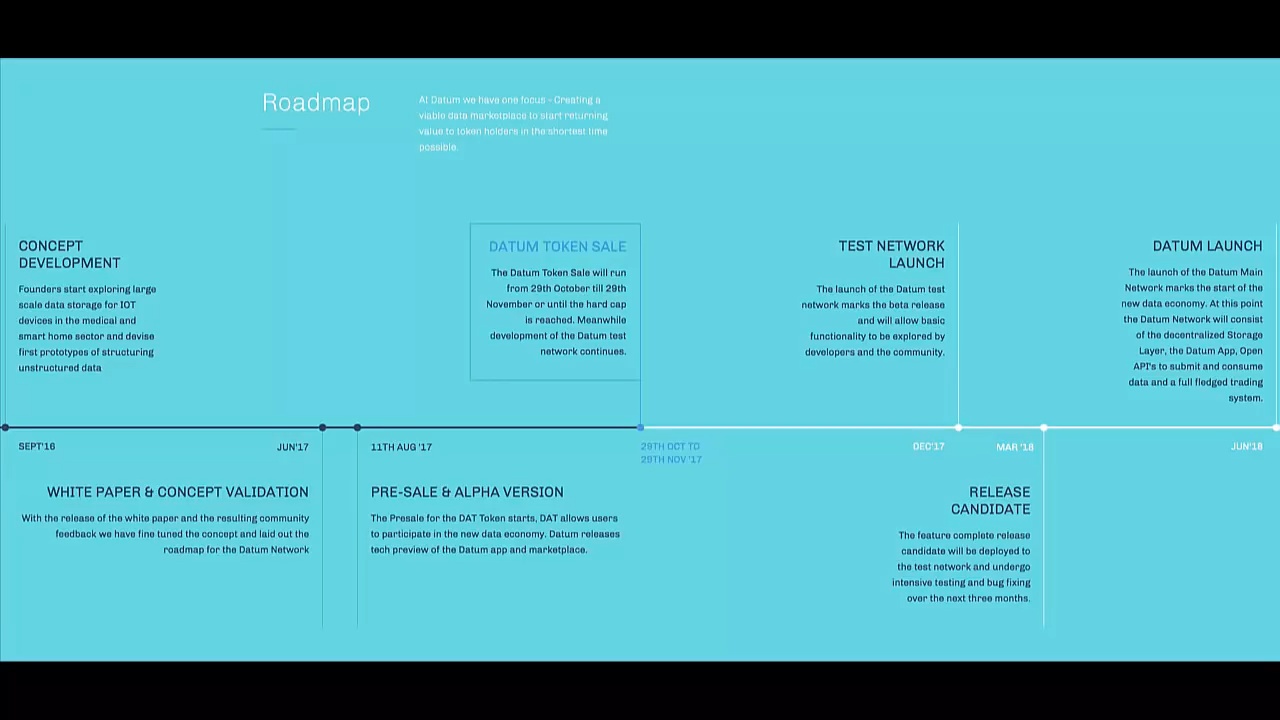 Roadmap
At Datum we have one focus - Creating a
viable data marketplace to start returning
value to token holders in the shortest time
possible.
CONCEPT
DEVELOPMENT
Founders start exploring large
scale data storage for IOT
devices in the medical and
smart home sector and devise
first prototypes of structuring
unstructured data
DATUM TOKEN SALE
The Datum Token Sale will run
from 29th October till 29th
November or until the hard cap
is reached. Meanwhile
development of the Datum test
network continues.
TEST NETWORK
LAUNCH
The launch of the Datum test
network marks the beta release
and will allow basic
functionality to be explored by
developers and the community.
DATUM LAUNCH
The launch of the Datum Main
Network marks the start of the
new data economy. At this point
the Datum Network will consist
of the decentralized Storage
Layer, the Datum App, Open
API's to submit and consume
data and a full fledged trading
system.
SEPT'16
JUN'17
11TH AUG '17
29TH OCT TO
29TH NOV '17
DEC'17
MAR '18
JUN'18
WHITE PAPER & CONCEPT VALIDATION
With the release of the white paper and the resulting community
feedback we have fine tuned the concept and laid out the
roadmap for the Datum Network
PRE-SALE & ALPHA VERSION
The Presale for the DAT Token starts, DAT allows users
to participate in the new data economy. Datum releases
tech preview of the Datum app and marketplace.
RELEASE
CANDIDATE
The feature complete release
candidate will be deployed to
the test network and undergo
intensive testing and bug fixing
over the next three months.